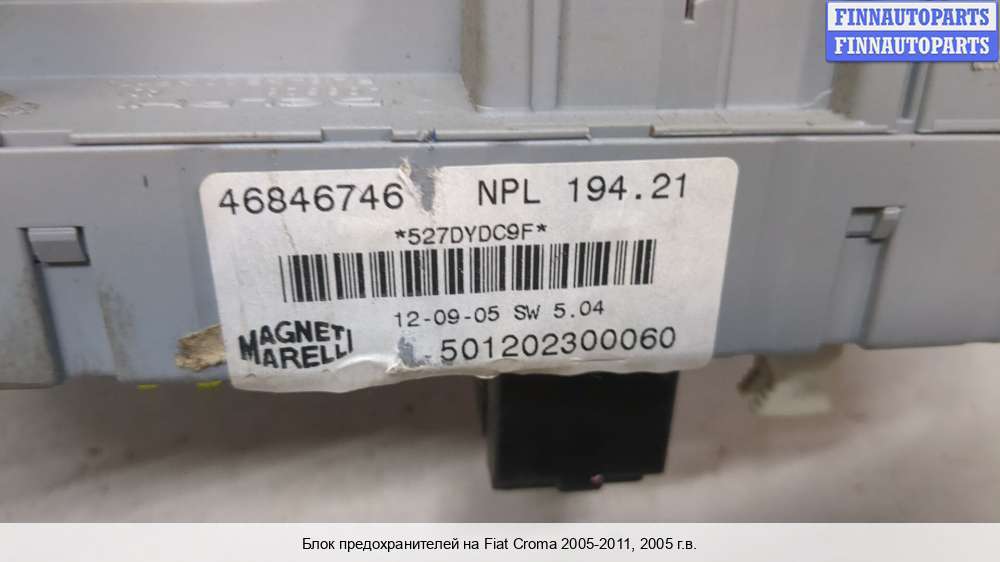 FINNAUTOPARTS
FINNAUTOPARTS
46846746 NPL 194.21
*527DYDC9F*
12-09-05 SW 5.04
MAGNETI
MARELLI
501202300060
Блок предохранителей на Fiat Croma 2005-2011, 2005 г.в.